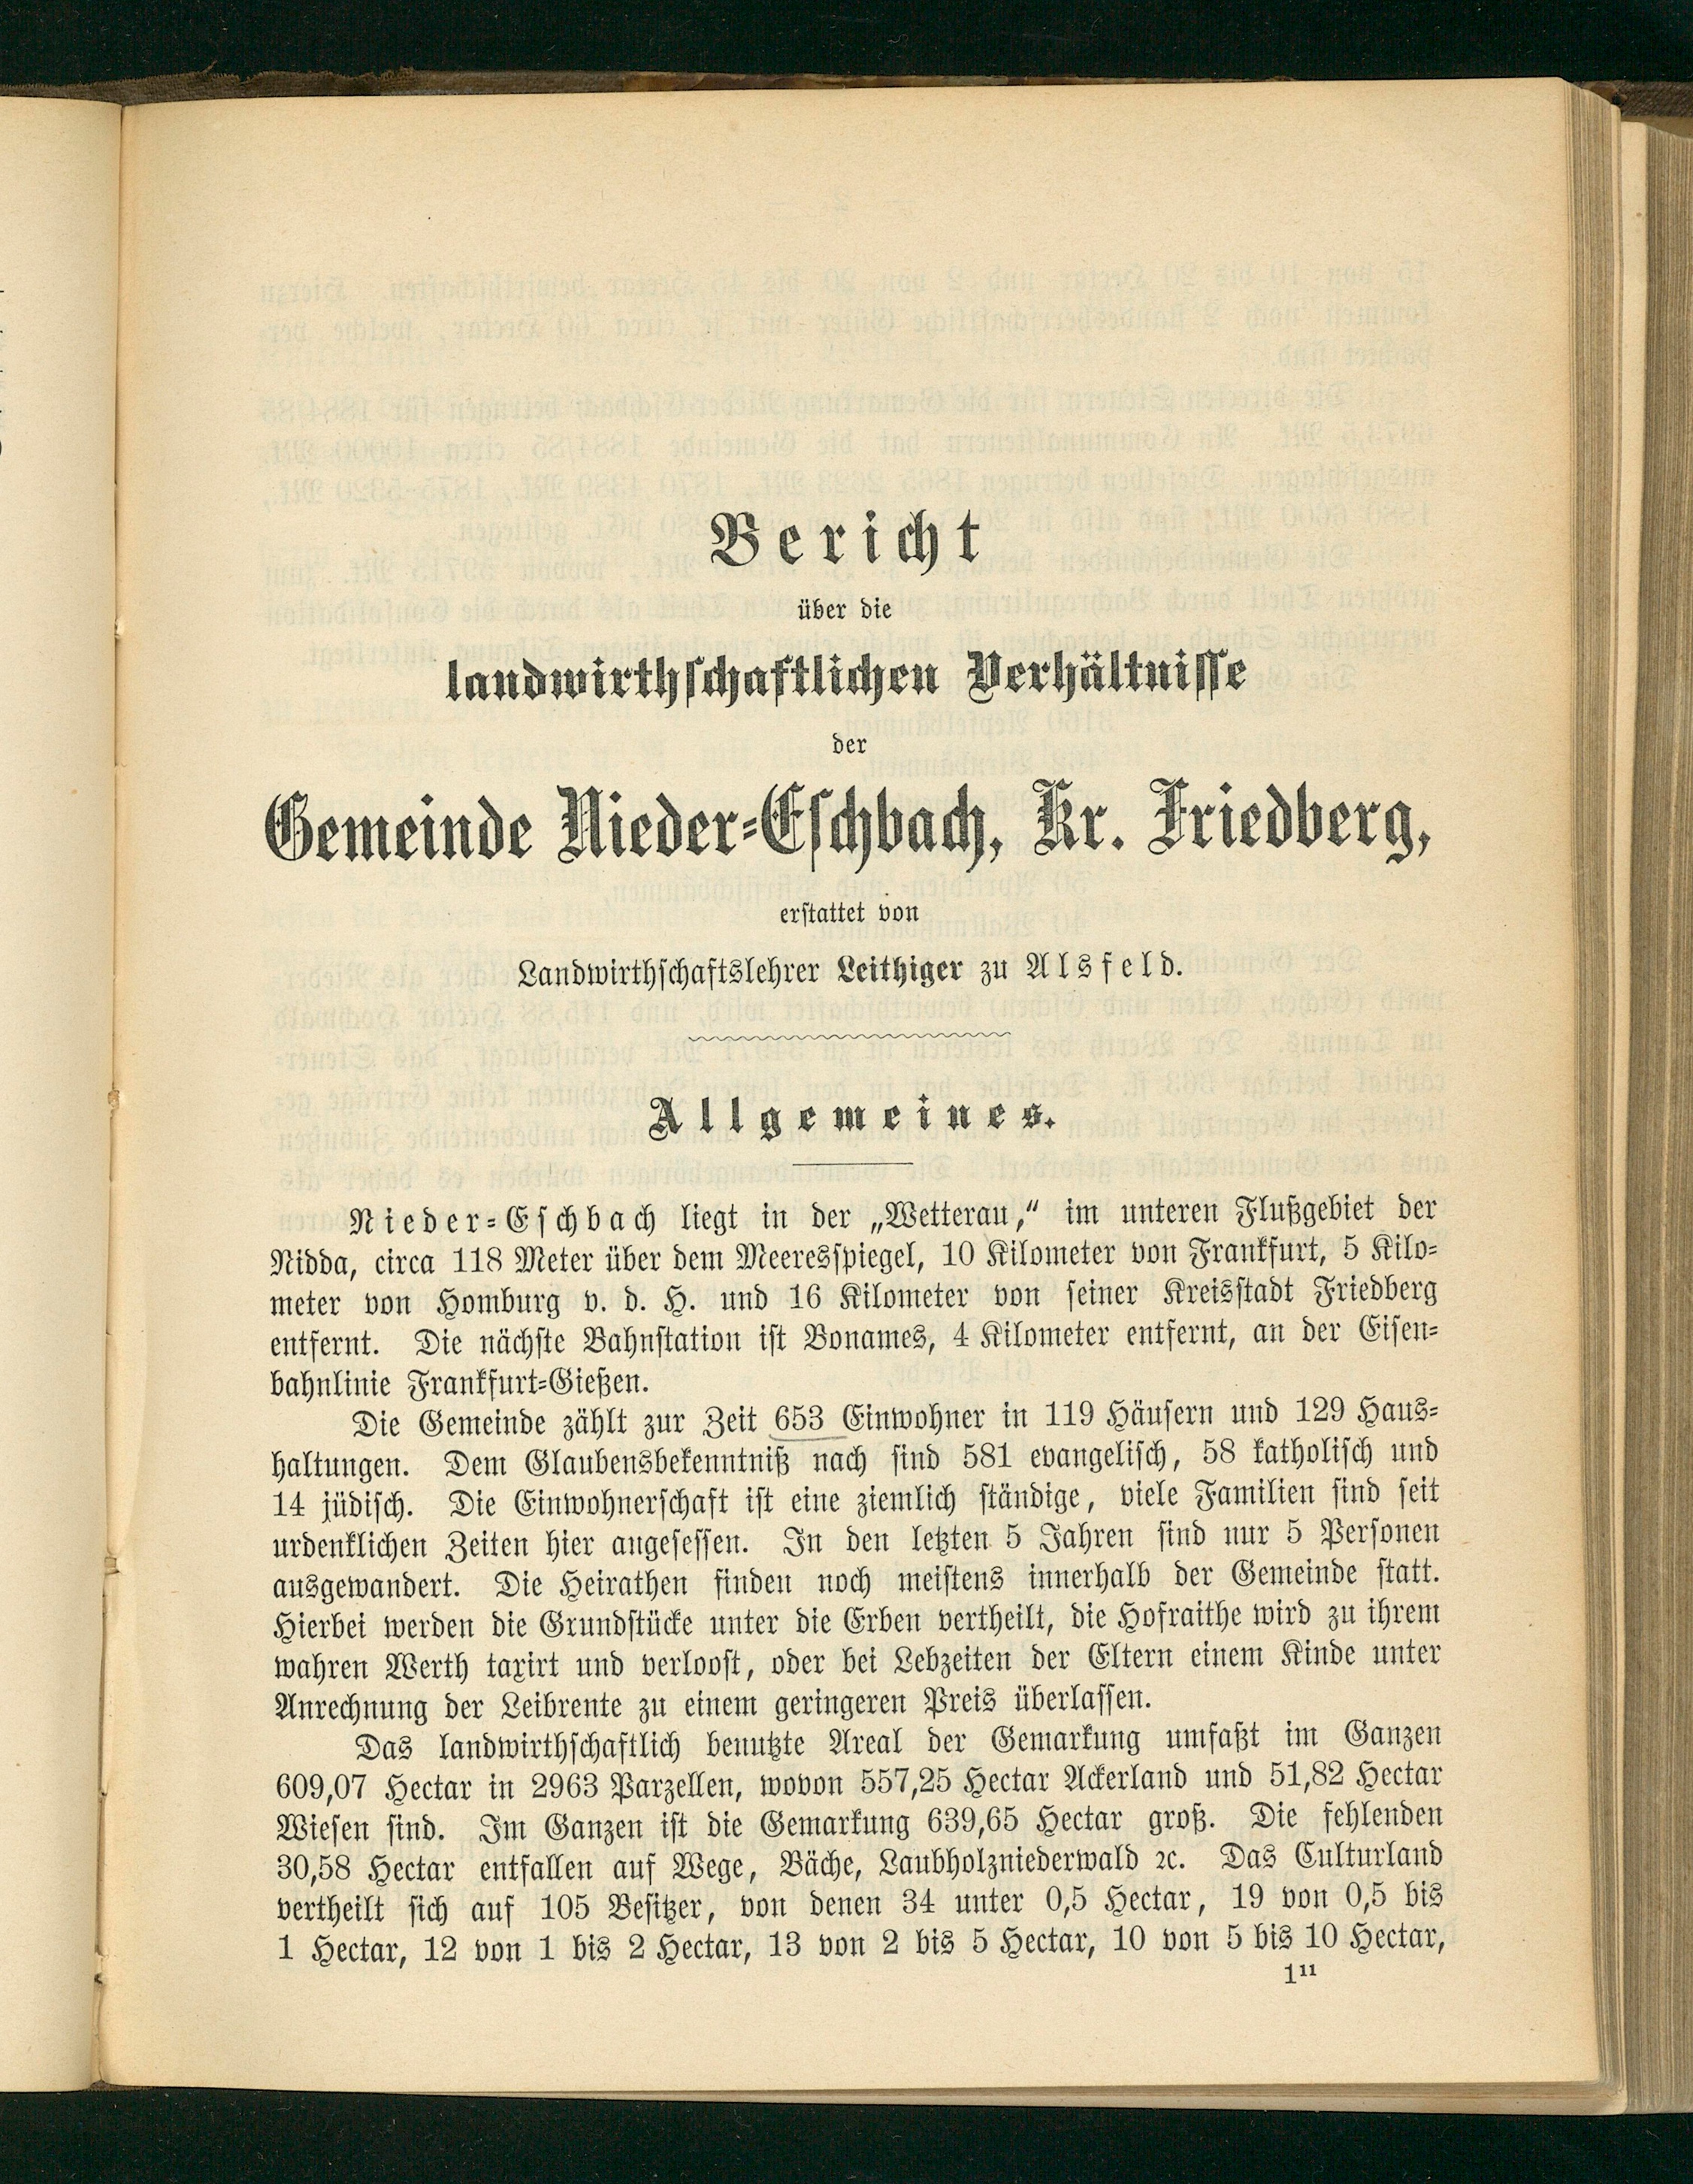 Bericht
über die
landwirthschaftlichen Verhältnisse
der
Gemeinde Nieder-Eschbach, Kr. Friedberg,
erstattet von
Landwirthschaftslehrer Leithiger zu Alsfeld.
Allgemeines.
Nieder-Eschbach liegt in der „Wetterau,“ im unteren Flußgebiet der
Nidda, circa 118 Meter über dem Meeresspiegel, 10 Kilometer von Frankfurt, 5 Kilo-
meter von Homburg v. d. H. und 16 Kilometer von seiner Kreisstadt Friedberg
entfernt. Die nächste Bahnstation ist Bonames, 4 Kilometer entfernt, an der Eisen-
bahnlinie Frankfurt-Gießen.
Die Gemeinde zählt zur Zeit 653 Einwohner in 119 Häusern und 129 Haus-
haltungen. Dem Glaubensbekenntniß nach sind 581 evangelisch, 58 katholisch und
14 jüdisch. Die Einwohnerschaft ist eine ziemlich ständige, viele Familien sind seit
urdenklichen Zeiten hier angesessen. In den letzten 5 Jahren sind nur 5 Personen
ausgewandert. Die Heirathen finden noch meistens innerhalb der Gemeinde statt.
Hierbei werden die Grundstücke unter die Erben vertheilt, die Hofraithe wird zu ihrem
wahren Werth taxirt und verloost, oder bei Lebzeiten der Eltern einem Kinde unter
Anrechnung der Leibrente zu einem geringeren Preis überlassen.
Das landwirthschaftlich benutzte Areal der Gemarkung umfaßt im Ganzen
609,07 Hectar in 2963 Parzellen, wovon 557,25 Hectar Ackerland und 51,82 Hectar
Wiesen sind. Im Ganzen ist die Gemarkung 639,65 Hectar groß. Die fehlenden
30,58 Hectar entfallen auf Wege, Bäche, Laubholzniederwald ꝛc. Das Culturland
vertheilt sich auf 105 Besitzer, von denen 34 unter 0,5 Hectar, 19 von 0,5 bis
1 Hectar, 12 von 1 bis 2 Hectar, 13 von 2 bis 5 Hectar, 10 von 5 bis 10 Hectar,
1¹¹